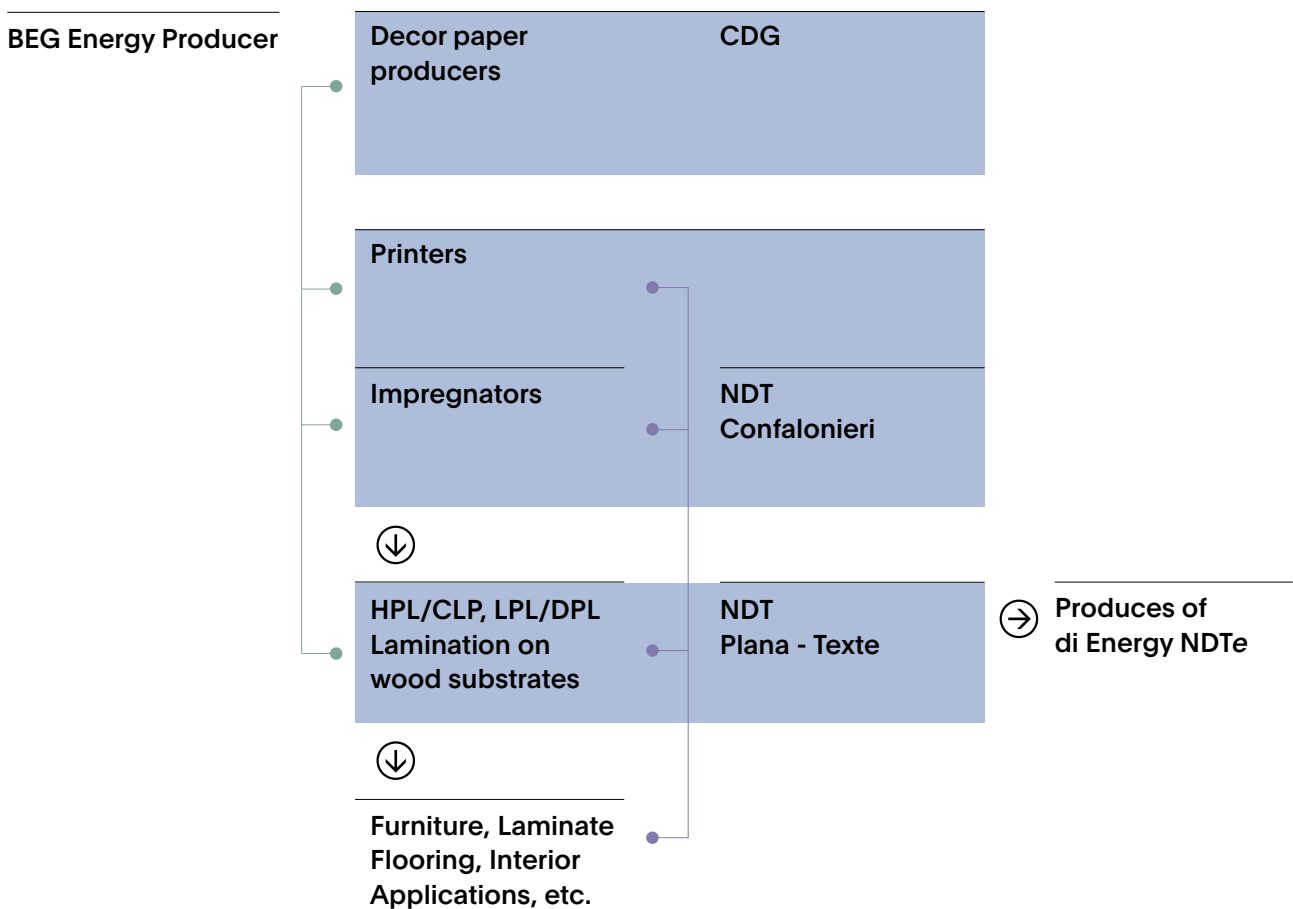 BEG Energy Producer
Decor paper
producers
CDG
Printers
Impregnators
NDT
Confalonieri
HPL/CLP, LPL/DPL
Lamination on
wood substrates
NDT
Plana - Texte
Produces of
di Energy NDTe
Furniture, Laminate
Flooring, Interior
Applications, etc.